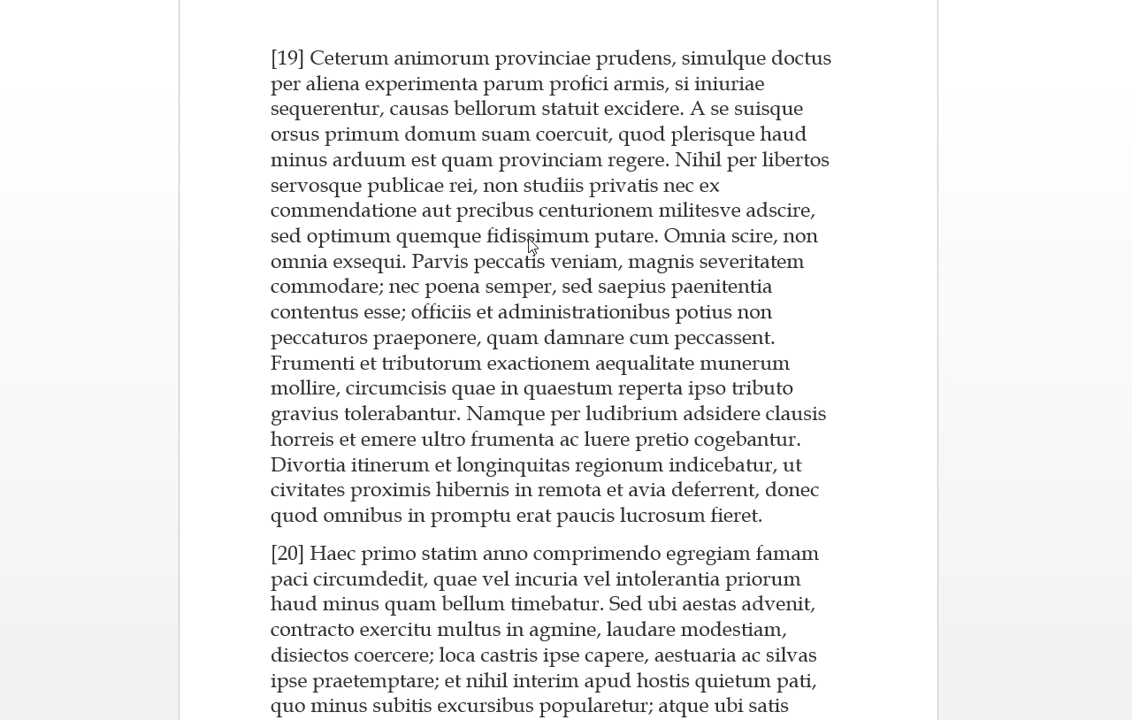 [19] Ceterum animorum provinciae prudens, simulque doctus
per aliena experimenta parum profici armis, si iniuriae
sequerentur, causas bellorum statuit excidere. A se suisque
orsus primum domum suam coercuit, quod plerisque haud
minus arduum est quam provinciam regere. Nihil per libertos
servosque publicae rei, non studiis privatis nec ex
commendatione aut precibus centurionem militesve adscire,
sed optimum quemque fidissimum putare. Omnia scire, non
omnia exsequi. Parvis peccatis veniam, magnis severitatem
commodare; nec poena semper, sed saepius paenitentia
contentus esse; officiis et administrationibus potius non
peccaturos praeponere, quam damnare cum peccassent.
Frumenti et tributorum exactionem aequalitate munerum
mollire, circumcisis quae in quaestum reperta ipso tributo
gravius tolerabantur. Namque per ludibrium adsidere clausis
horreis et emere ultro frumenta ac luere pretio cogebantur.
Divortia itinerum et longinquitas regionum indicebatur, ut
civitates proximis hibernis in remota et avia deferrent, donec
quod omnibus in promptu erat paucis lucrosum fieret.
[20] Haec primo statim anno comprimendo egregiam famam
paci circumdedit, quae vel incuria vel intolerantia priorum
haud minus quam bellum timebatur. Sed ubi aestas advenit,
contracto exercitu multus in agmine, laudare modestiam,
disiectos coercere; loca castris ipse capere, aestuaria ac silvas
ipse praetemptare; et nihil interim apud hostis quietum pati,
quo minus subitis excursibus popularetur; atque ubi satis